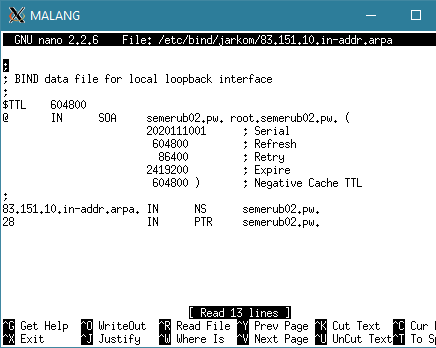 MALANG
GNU nano 2.2.6 File: /etc/bind/jarkom/83.151.10.in-addr.arpa
;
; BIND data file for local loopback interface
;
$TTL 604800
@ IN SOA semerub02.pw. root.semerub02.pw. (
2020111001 ; Serial
604800 ; Refresh
86400 ; Retry
2419200 ; Expire
604800 ) ; Negative Cache TTL
;
83.151.10.in-addr.arpa. IN NS semerub02.pw.
28 IN PTR semerub02.pw.
[ Read 13 lines ]
^G Get Help ^O WriteOut ^R Read File ^Y Prev Page ^K Cut Text ^C Cur
^X Exit ^J Justify ^W Where Is ^V Next Page ^U UnCut Text ^T To